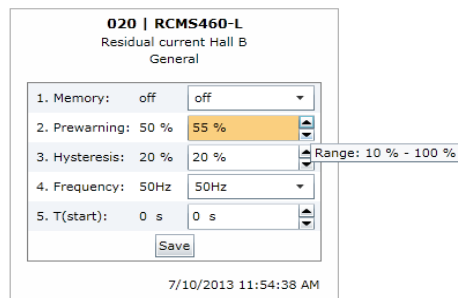 020 | RCMS460-L
Residual current Hall B
General
1. Memory: off off
2. Prewarning: 50 % 55 %
3. Hysteresis: 20 % 20 %
Range: 10 % - 100 %
4. Frequency: 50Hz 50Hz
5. T(start): 0 s 0 s
Save
7/10/2013 11:54:38 AM